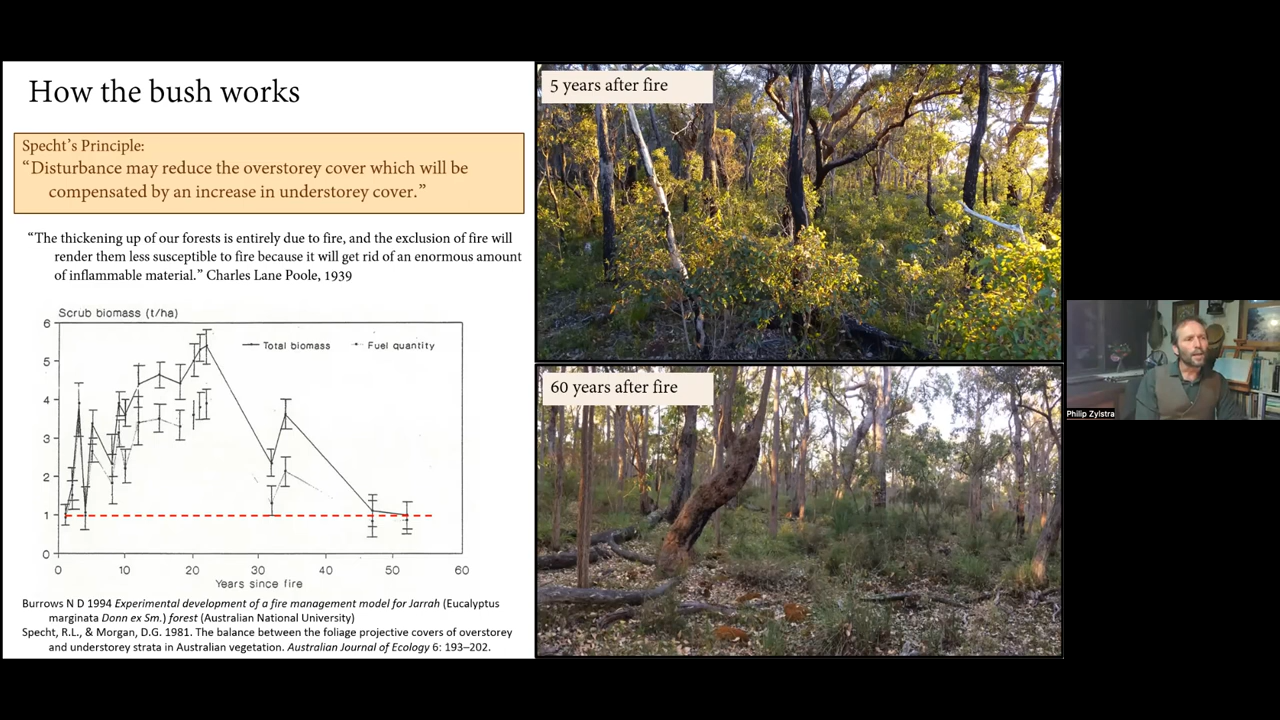 How the bush works
Specht's Principle:
“Disturbance may reduce the overstorey cover which will be
compensated by an increase in understorey cover.”
“The thickening up of our forests is entirely due to fire, and the exclusion of fire will
render them less susceptible to fire because it will get rid of an enormous amount
of inflammable material.” Charles Lane Poole, 1939
Scrub biomass (t/ha)
Total biomass
Fuel quantity
6
5
4
3
2
1
0
0 10 20 30 40 50 60
Years since fire
Burrows N D 1994 Experimental development of a fire management model for Jarrah (Eucalyptus
marginata Donn ex Sm.) forest (Australian National University)
Specht, R.L., & Morgan, D.G. 1981. The balance between the foliage projective covers of overstorey
and understorey strata in Australian vegetation. Australian Journal of Ecology 6: 193–202.
5 years after fire
60 years after fire
Philip Zylstra